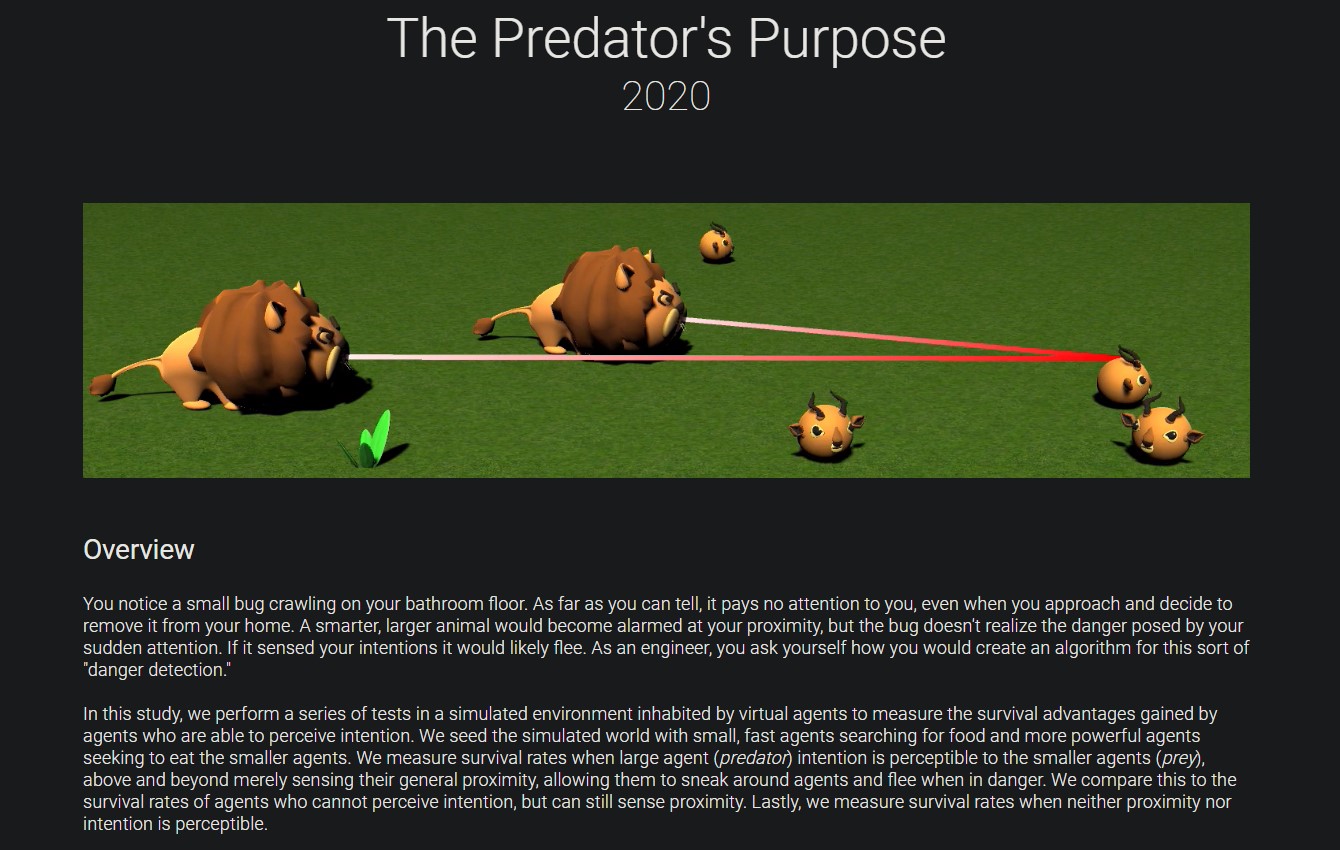 The Predator's Purpose
2020
Overview
You notice a small bug crawling on your bathroom floor. As far as you can tell, it pays no attention to you, even when you approach and decide to
remove it from your home. A smarter, larger animal would become alarmed at your proximity, but the bug doesn't realize the danger posed by your
sudden attention. If it sensed your intentions it would likely flee. As an engineer, you ask yourself how you would create an algorithm for this sort of
"danger detection."
In this study, we perform a series of tests in a simulated environment inhabited by virtual agents to measure the survival advantages gained by
agents who are able to perceive intention. We seed the simulated world with small, fast agents searching for food and more powerful agents
seeking to eat the smaller agents. We measure survival rates when large agent (predator) intention is perceptible to the smaller agents (prey),
above and beyond merely sensing their general proximity, allowing them to sneak around agents and flee when in danger. We compare this to the
survival rates of agents who cannot perceive intention, but can still sense proximity. Lastly, we measure survival rates when neither proximity nor
intention is perceptible.